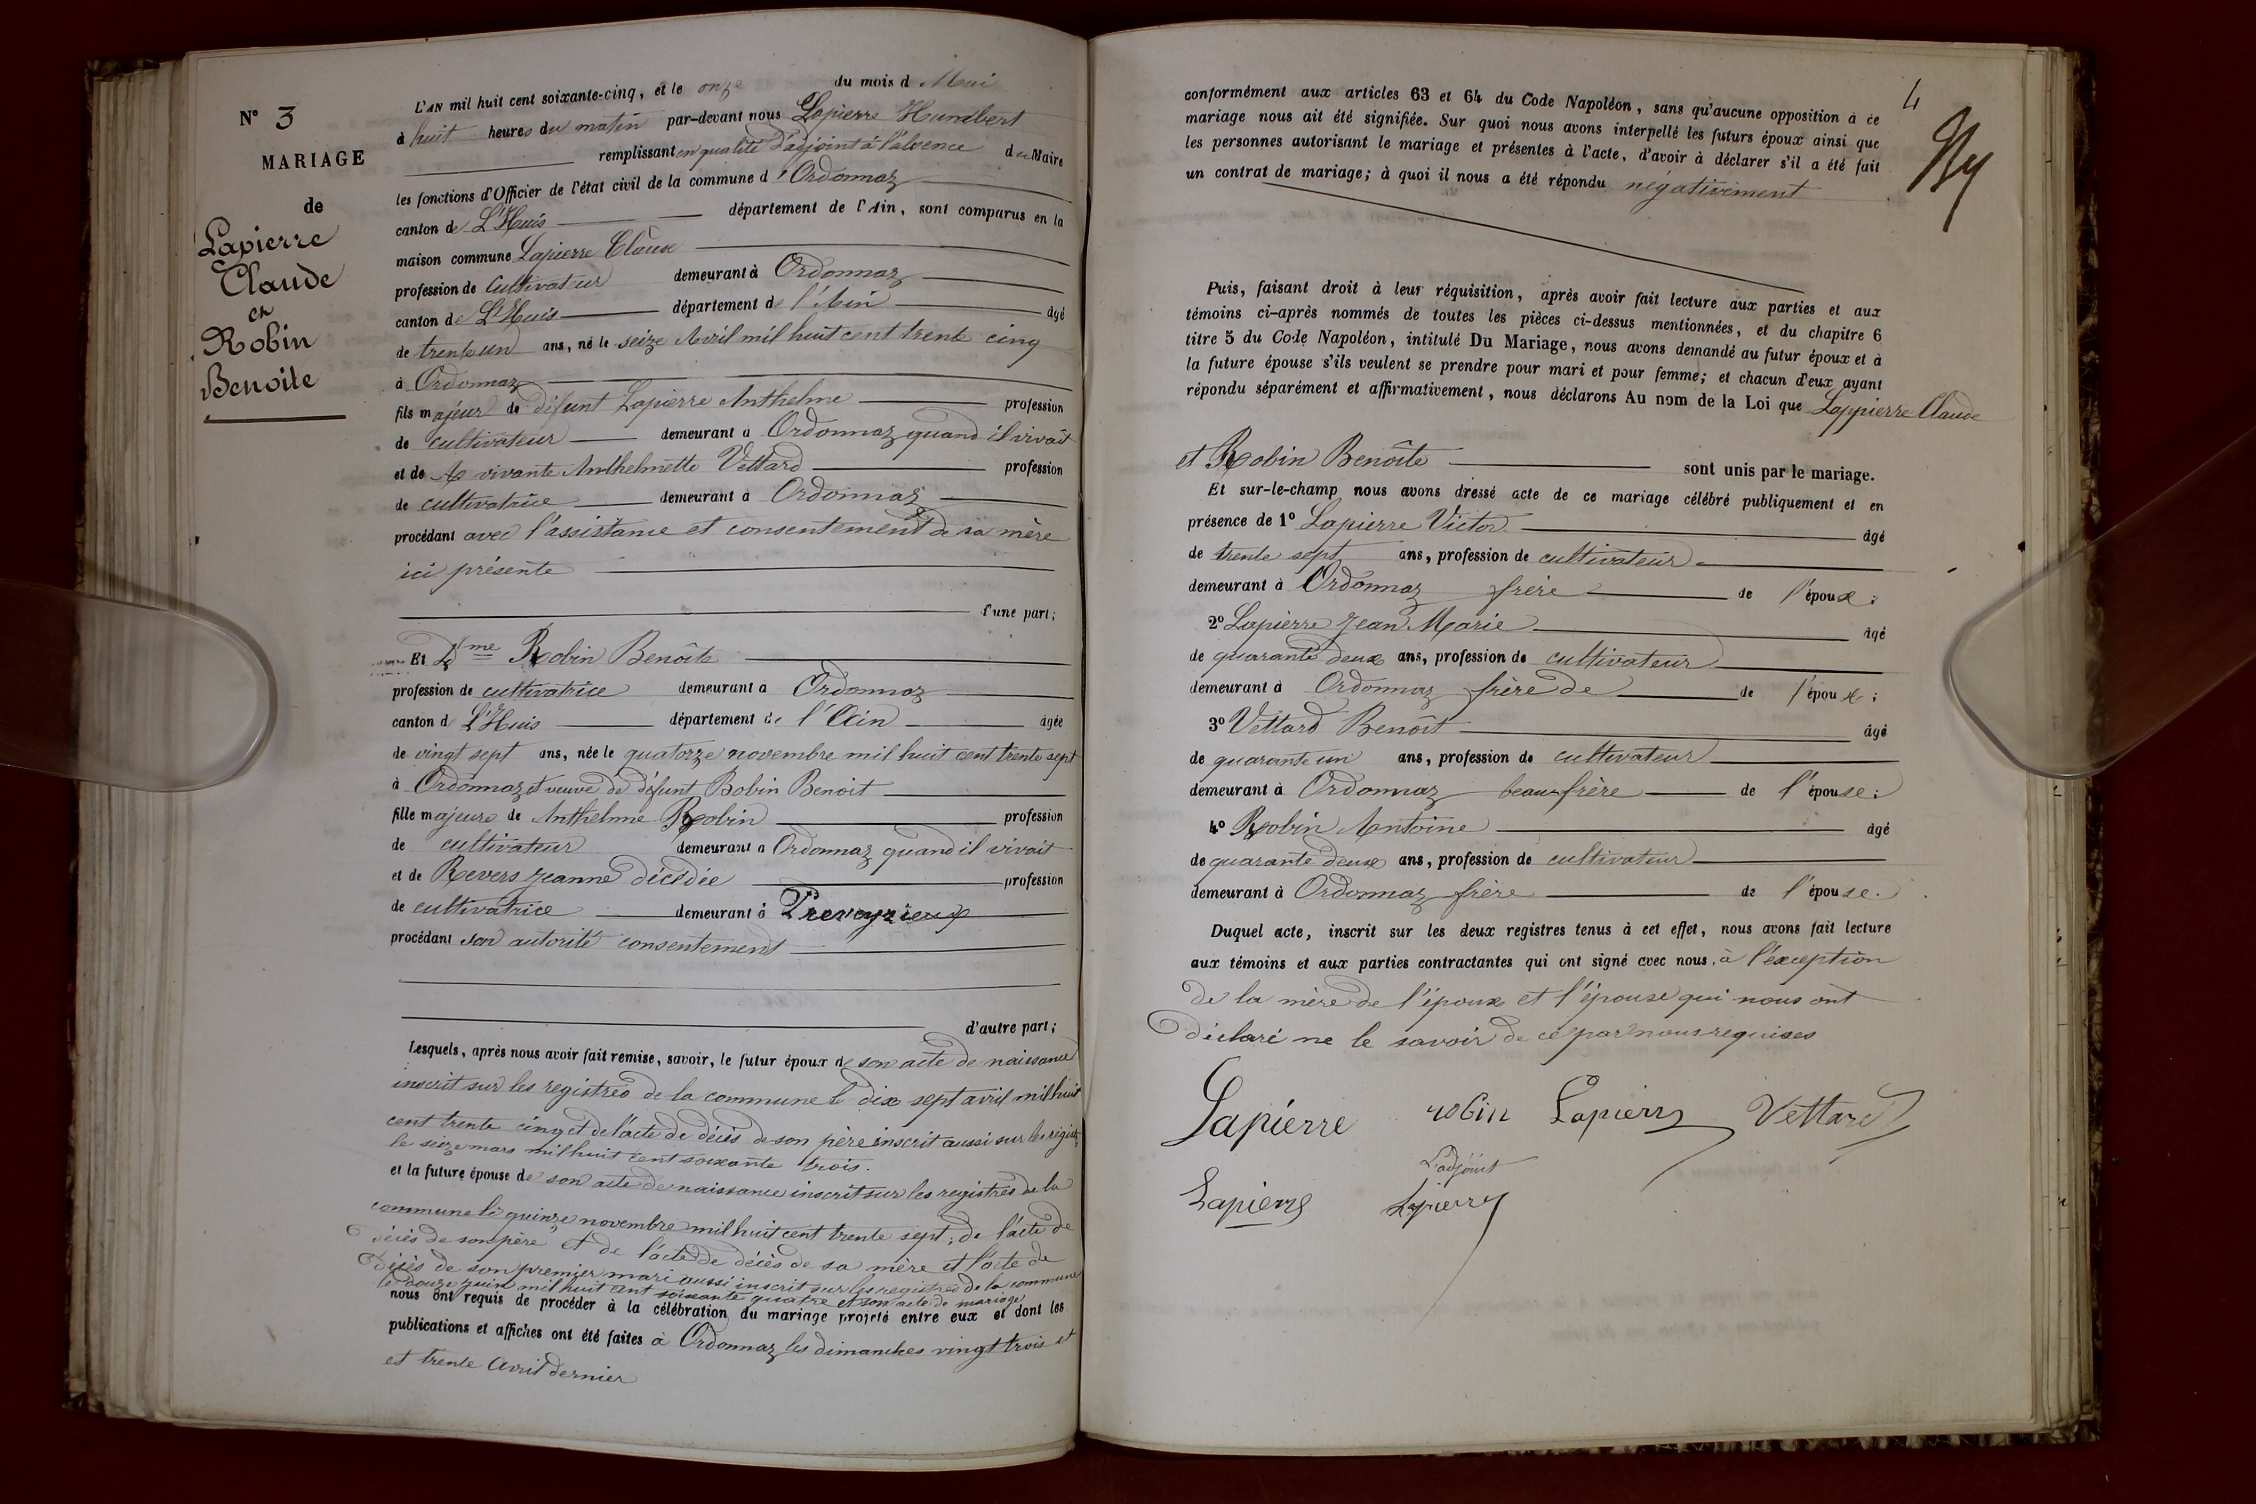 N° 3
MARIAGE
de
Lapierre
Claude
et
Robin
Benoite
L'AN mil huit cent soixante-cinq, et le onze du mois d Mai
à huit heures du matin par-devant nous Lapierre Humbert
remplissant en qualité d'adjoint à l'absence du Maire
les fonctions d'Officier de l'état civil de la commune d'Ordonnaz
canton de L'Huis département de l'Ain, sont comparus en la
maison commune Lapierre Claude
profession de Cultivateur demeurant à Ordonnaz
canton de L'Huis département de l'Ain âgé
de trente un ans, né le seize Avril mil huit cent trente cinq
à Ordonnaz
fils majeur de défunt Lapierre Anthelme profession
de cultivateur demeurant a Ordonnaz quand il vivait
et de vivante Anthelmette Vettard profession
de cultivatrice demeurant a Ordonnaz
procédant avec l'assistance et consentement de sa mère
ici présente
d'une part;
Et Robin Benoîte
profession de cultivatrice demeurant a Ordonnaz
canton d L'Huis département de l'Ain âgée
de vingt sept ans, née le quatorze novembre mil huit cent trente sept
à Ordonnaz et veuve de défunt Robin Benoit
fille majeure de Anthelme Robin profession
de cultivateur demeurant a Ordonnaz quand il vivait
et de Revers Jeanne décédée profession
de cultivatrice demeurant à Preveyzieux
procédant son autorité consentement
d'autre part;
Lesquels, après nous avoir fait remise, savoir, le futur époux de son acte de naissance
inscrit sur les registres de la commune le dix sept avril mil huit
cent trente cinq et de l'acte de décès de son père inscrit aussi sur les regist
le seize mars mil huit cent soixante trois.
et la future épouse de son acte de naissance inscrit sur les registres de la
commune le quinze novembre mil huit cent trente sept; de l'acte de
décès de son père et de l'acte de décès de sa mère et l'acte de
décès de son premier mari aussi inscrit sur les registres de la commune
le douze juin mil huit cent soixante quatre et son acte de mariage
nous ont requis de procéder à la célébration du mariage projeté entre eux et dont les
publications et affiches ont été faites à Ordonnaz les dimanches vingt trois et
et trente Avril dernier
4
conformément aux articles 63 et 64 du Code Napoléon, sans qu'aucune opposition à ce
mariage nous ait été signifiée. Sur quoi nous avons interpellé les futurs époux ainsi que
les personnes autorisant le mariage et présentes à l'acte, d'avoir à déclarer s'il a été fait
un contrat de mariage; à quoi il nous a été répondu négativement
Puis, faisant droit à leur réquisition, après avoir fait lecture aux parties et aux
témoins ci-après nommés de toutes les pièces ci-dessus mentionnées, et du chapitre 6
titre 5 du Code Napoléon, intitulé Du Mariage, nous avons demandé au futur époux et à
la future épouse s'ils veulent se prendre pour mari et pour femme; et chacun d'eux ayant
répondu séparément et affirmativement, nous déclarons Au nom de la Loi que Lappierre Claude
et Robin Benoîte sont unis par le mariage.
Et sur-le-champ nous avons dressé acte de ce mariage célébré publiquement et en
présence de 1° Lapierre Victor âgé
de trente sept ans, profession de cultivateur
demeurant à Ordonnaz frère de l'époux;
2° Lapierre Jean Marie âgé
de quarante deux ans, profession de cultivateur
demeurant à Ordonnaz frère de de l'époux;
3° Vettard Benoît âgé
de quarante un ans, profession de cultivateur
demeurant à Ordonnaz beau frère de l'épouse;
4° Robin Antoine âgé
de quarante deux ans, profession de cultivateur
demeurant à Ordonnaz frère de l'épouse.
Duquel acte, inscrit sur les deux registres tenus à cet effet, nous avons fait lecture
aux témoins et aux parties contractantes qui ont signé avec nous, à l'exception
de la mère de l'époux et l'épouse qui nous ont
déclaré ne le savoir de ce par nous requises
Lapierre robin Lapierre Vettard
L'adjoint
Lapierre Lapierre